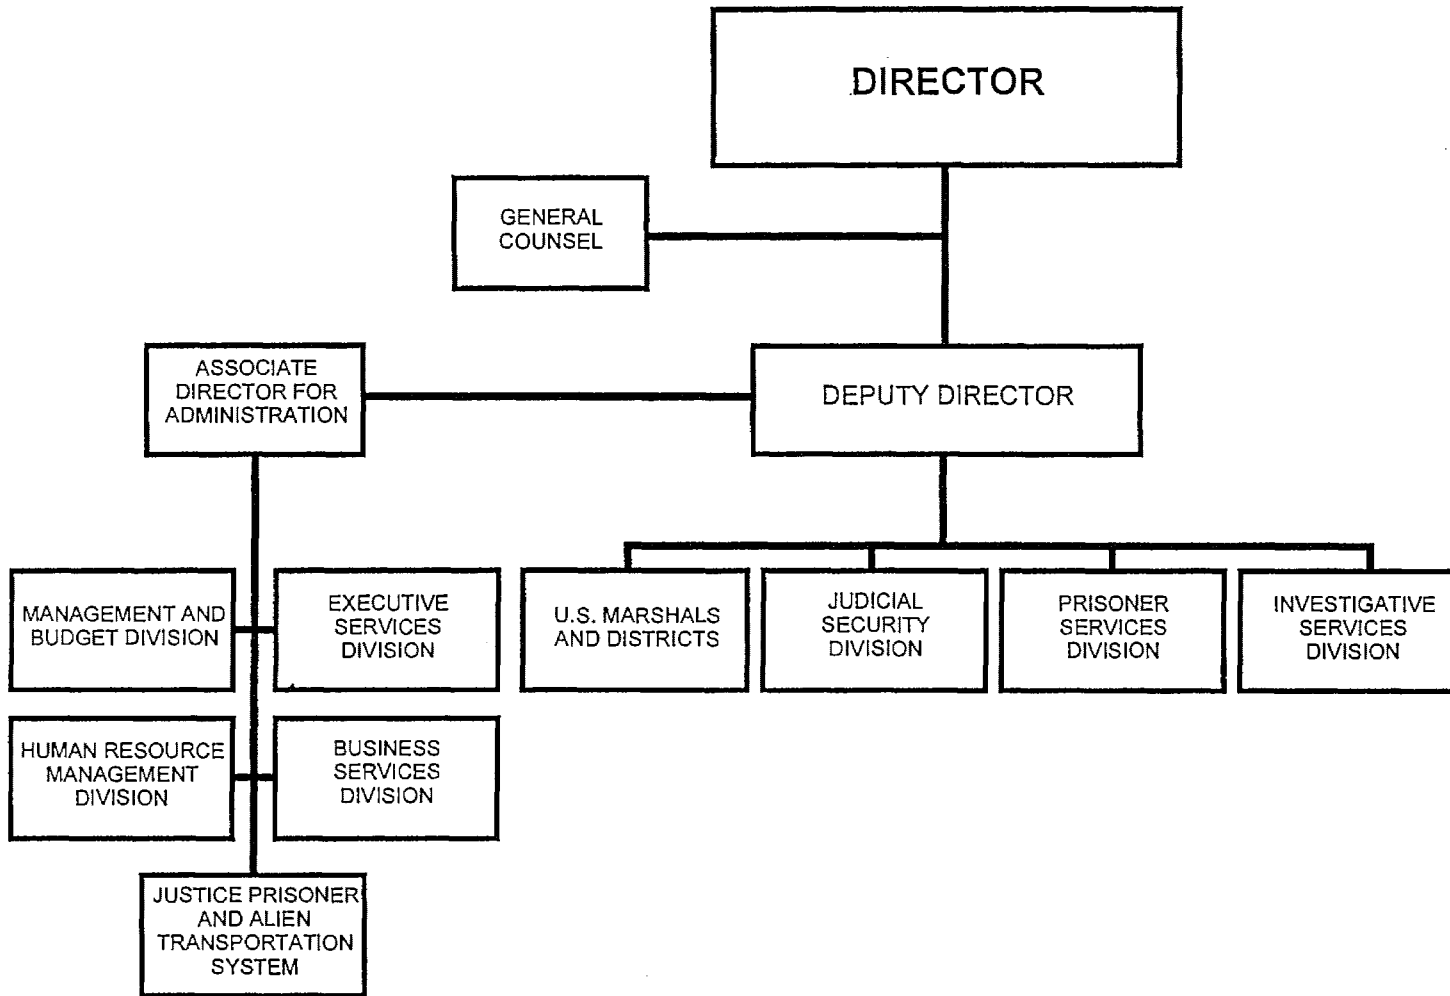 DIRECTOR
GENERAL
COUNSEL
ASSOCIATE
DIRECTOR FOR
ADMINISTRATION
DEPUTY DIRECTOR
MANAGEMENT AND
BUDGET DIVISION
EXECUTIVE
SERVICES
DIVISION
U.S. MARSHALS
AND DISTRICTS
JUDICIAL
SECURITY
DIVISION
PRISONER
SERVICES
DIVISION
INVESTIGATIVE
SERVICES
DIVISION
HUMAN RESOURCE
MANAGEMENT
DIVISION
BUSINESS
SERVICES
DIVISION
JUSTICE PRISONER
AND ALIEN
TRANSPORTATION
SYSTEM